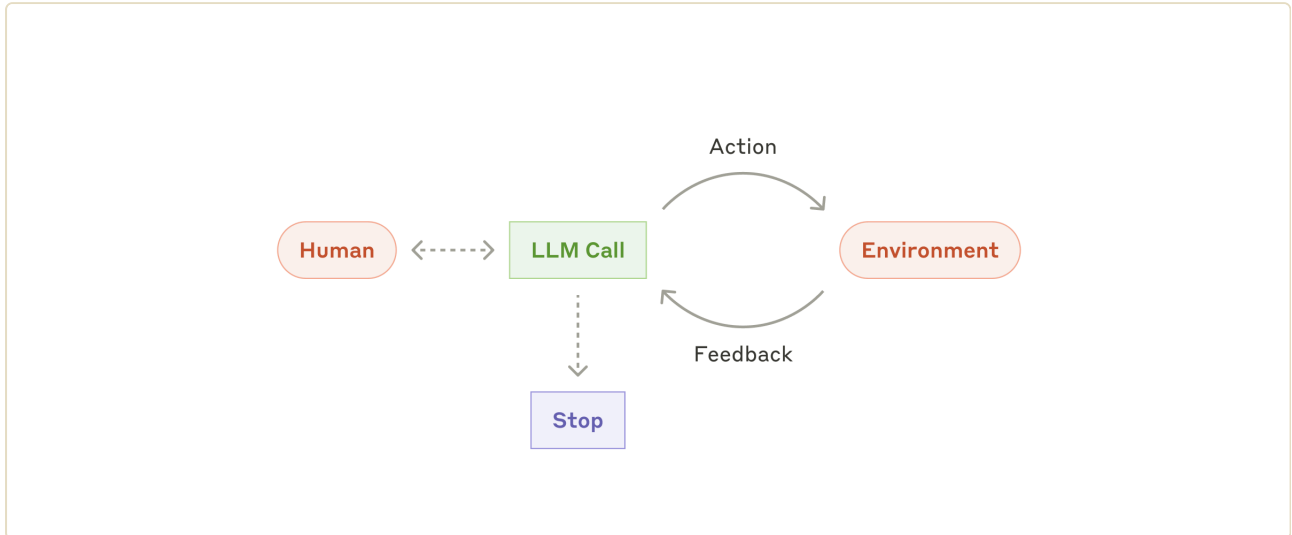 Action
Human
LLM Call
Environment
Feedback
Stop